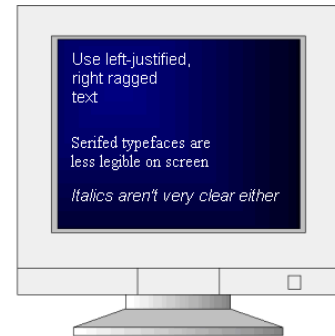 Use left-justified,
right ragged
text
Serifed typefaces are
less legible on screen
Italics aren't very clear either